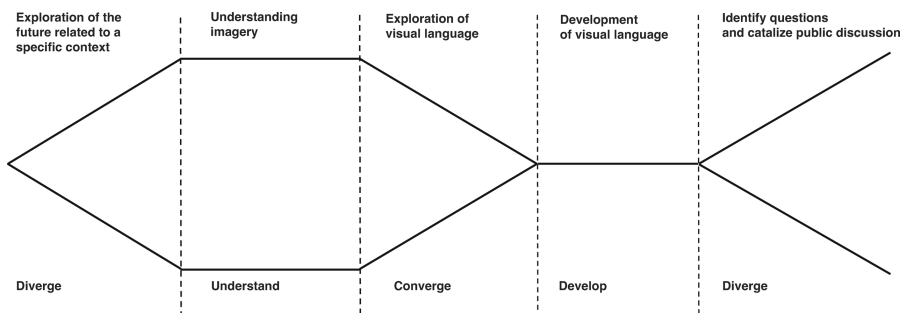 Exploration of the
future related to a
specific context
Understanding
imagery
Exploration of
visual language
Development
of visual language
Identify questions
and catalize public discussion
Diverge
Understand
Converge
Develop
Diverge